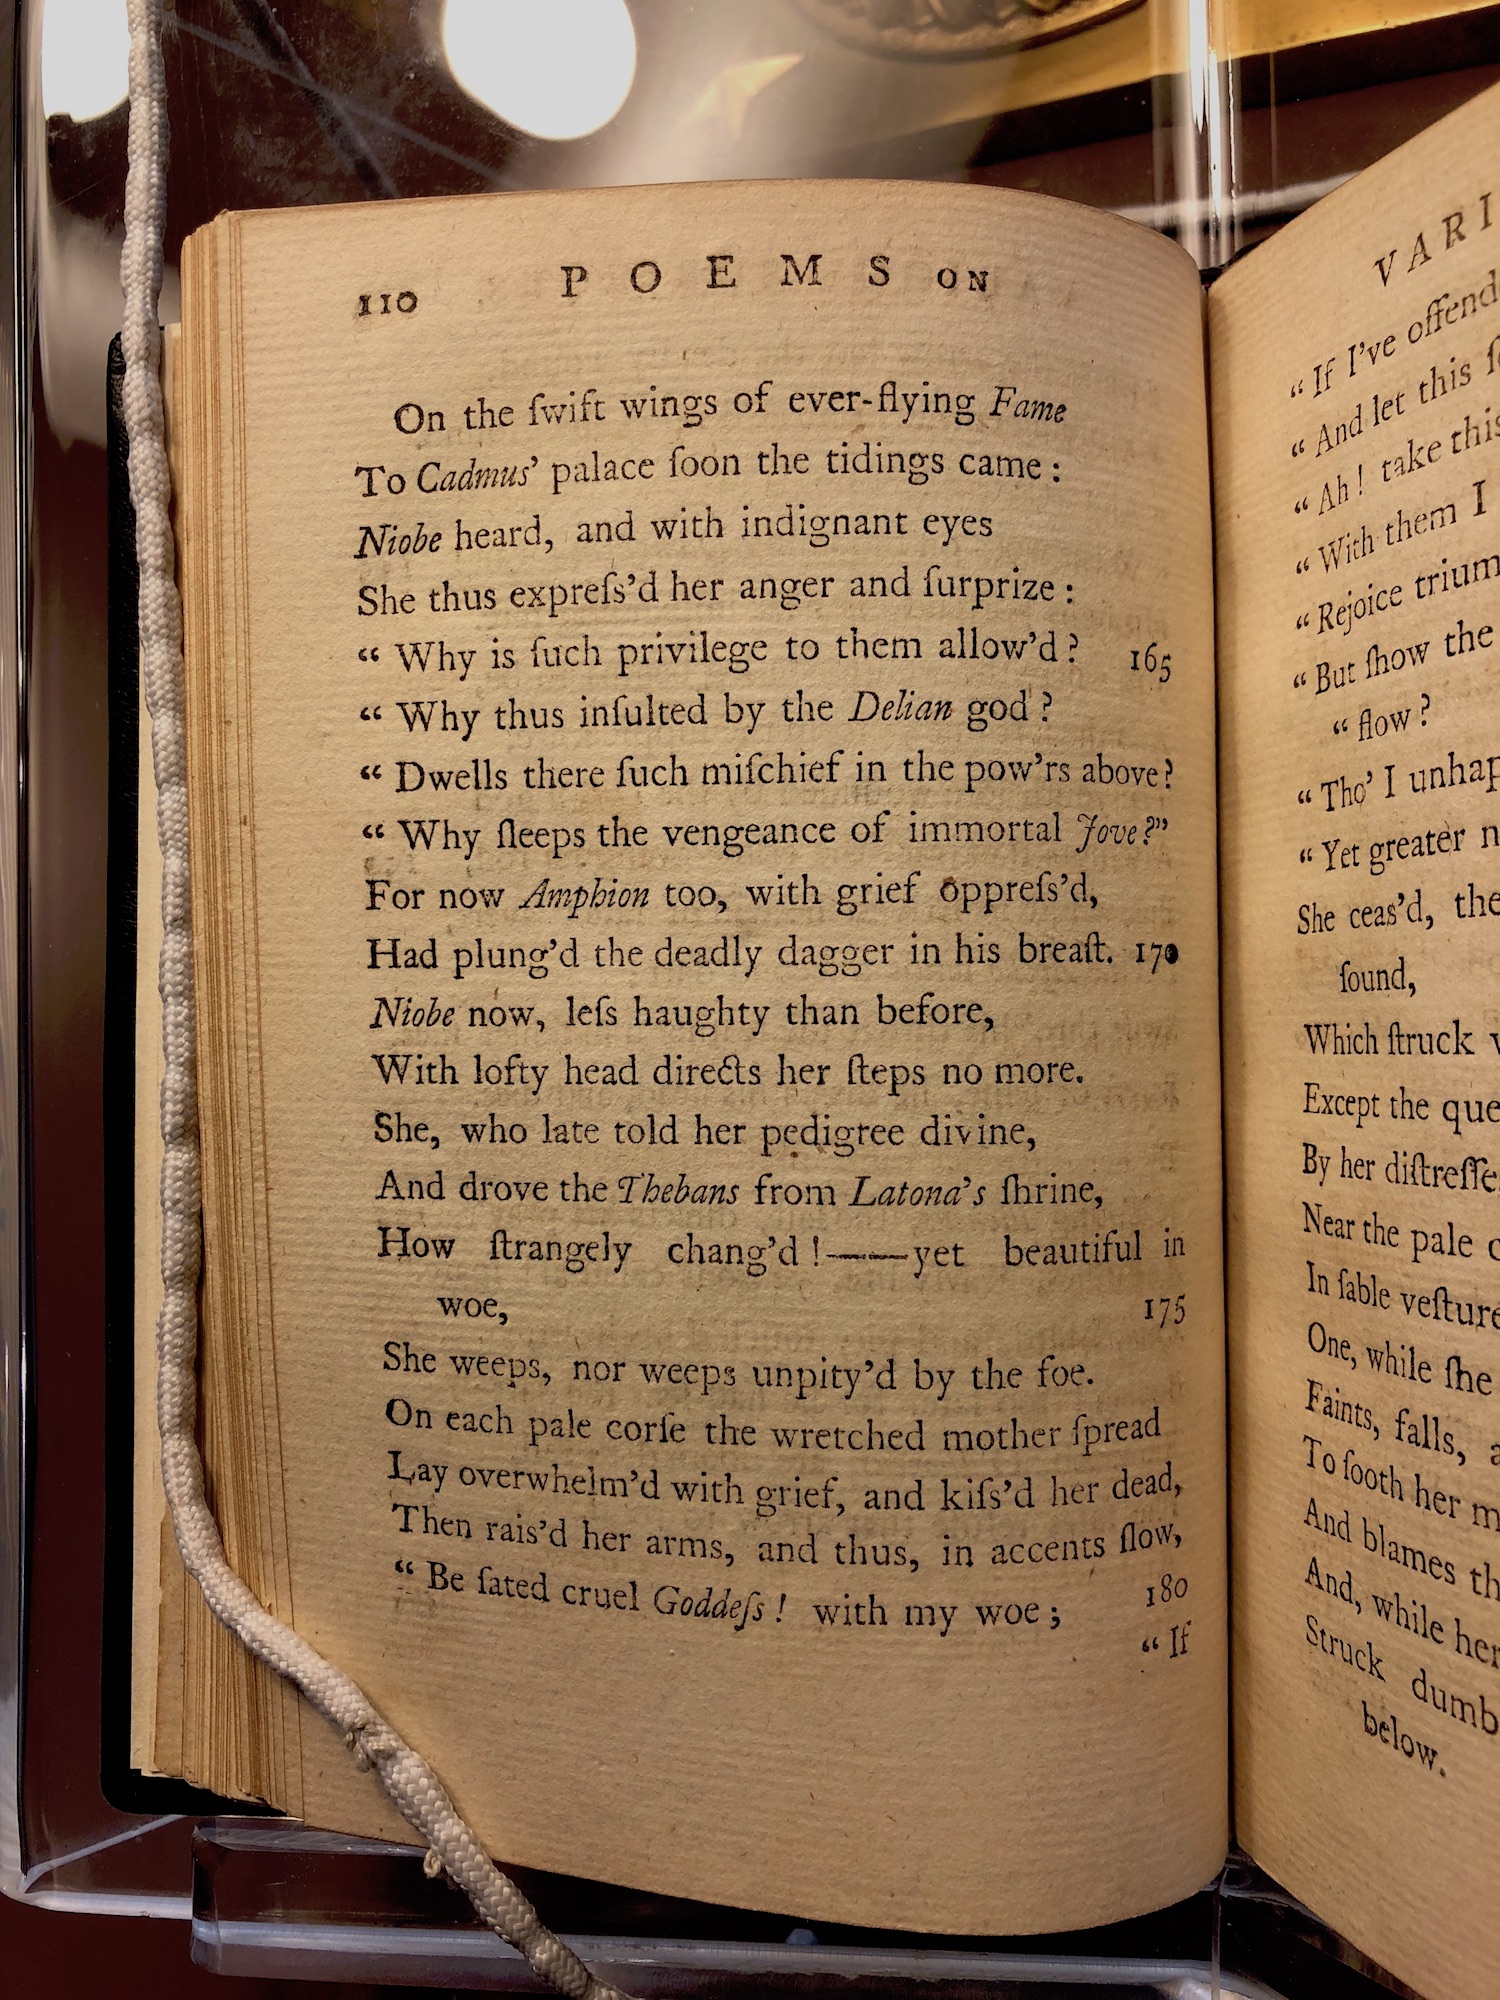 110 POEMS ON
On the ſwift wings of ever-flying Fame
To Cadmus' palace ſoon the tidings came :
Niobe heard, and with indignant eyes
She thus expreſs'd her anger and ſurprize :
“ Why is ſuch privilege to them allow'd ? 165
“ Why thus inſulted by the Delian god ?
“ Dwells there ſuch miſchief in the pow'rs above?
“ Why ſleeps the vengeance of immortal Jove?”
For now Amphion too, with grief oppreſs'd,
Had plung'd the deadly dagger in his breaſt. 170
Niobe now, leſs haughty than before,
With lofty head directs her ſteps no more.
She, who late told her pedigree divine,
And drove the Thebans from Latona's ſhrine,
How ſtrangely chang'd !——yet beautiful in
woe, 175
She weeps, nor weeps unpity'd by the foe.
On each pale corſe the wretched mother ſpread
Lay overwhelm'd with grief, and kiſs'd her dead,
Then rais'd her arms, and thus, in accents ſlow,
“ Be ſated cruel Goddeſs ! with my woe ; 180
“ If
VARI
“ If I've offend
“ And let this
“ Ah ! take this
“ With them I
“ Rejoice trium
“ But ſhow the
“ flow ?
“ Tho' I unhap
“ Yet greater
She ceas'd, the
ſound,
Which ſtruck
Except the que
By her diſtreſſe
Near the pale
In ſable veſture
One, while ſhe
Faints, falls,
To ſooth her m
And blames th
And, while her
Struck dumb
below.